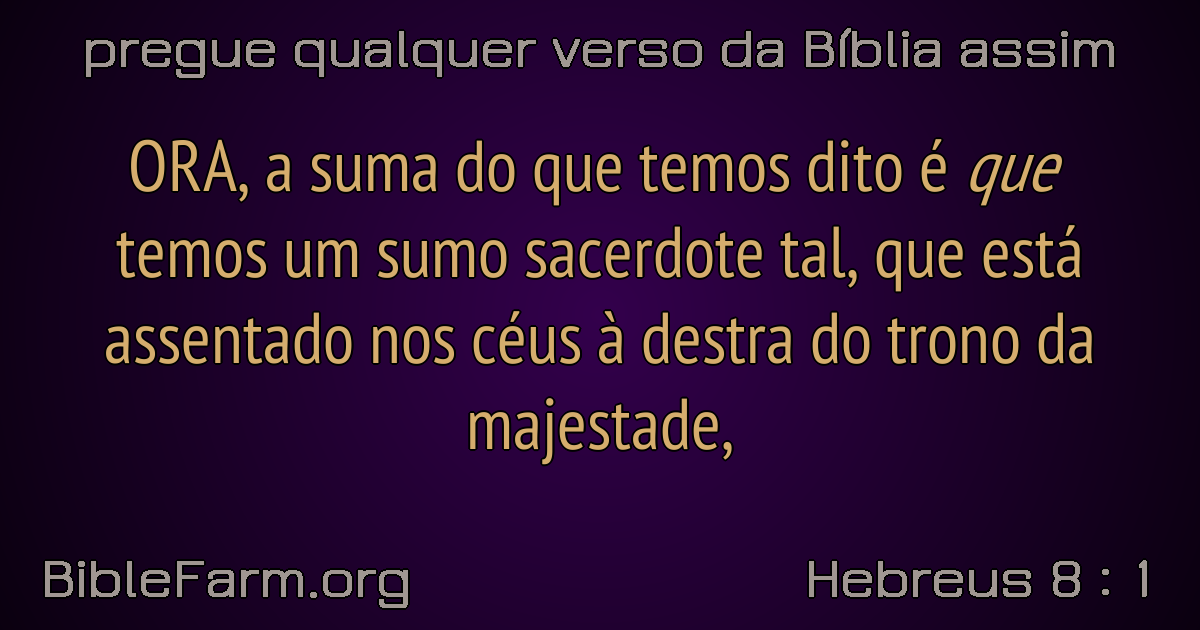 pregue qualquer verso da Bíblia assim
ORA, a suma do que temos dito é que
temos um sumo sacerdote tal, que está
assentado nos céus à destra do trono da
majestade,
BibleFarm.org
Hebreus 8 : 1